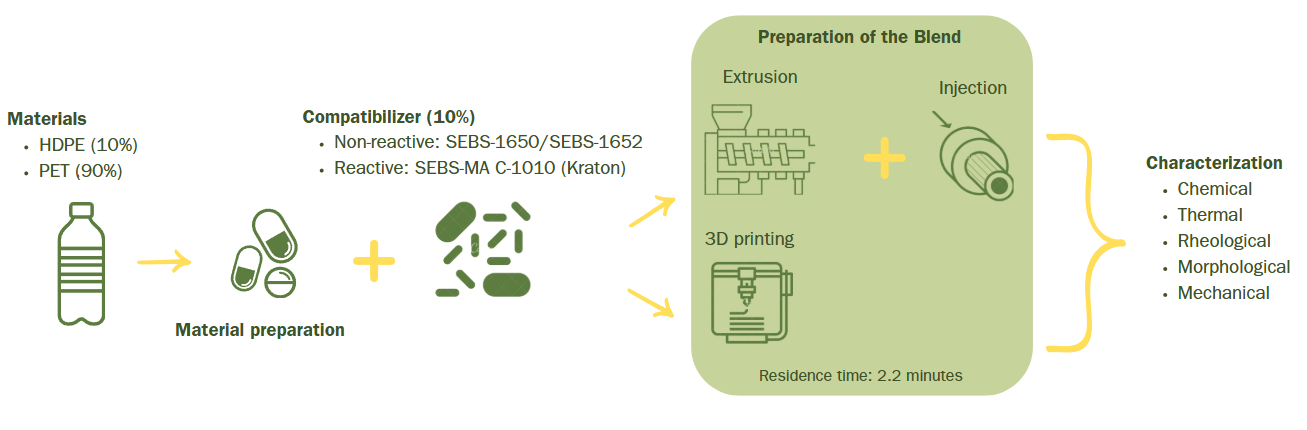 Materials
• HDPE (10%)
• PET (90%)
Material preparation
Compatibilizer (10%)
• Non-reactive: SEBS-1650/SEBS-1652
• Reactive: SEBS-MA C-1010 (Kraton)
Preparation of the Blend
Extrusion
Injection
3D printing
Residence time: 2.2 minutes
Characterization
• Chemical
• Thermal
• Rheological
• Morphological
• Mechanical